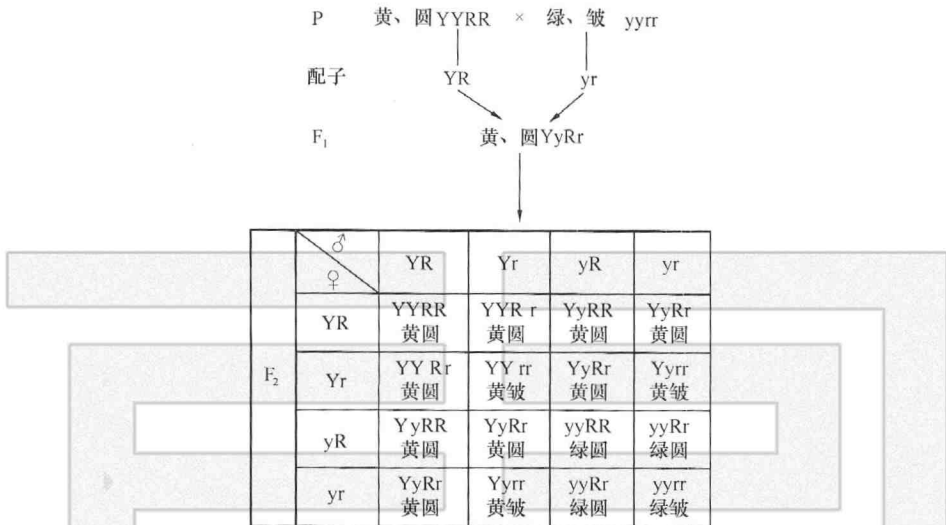 P 黄、圆YYRR × 绿、皱 yyrr
配子 YR yr
F₁ 黄、圆YyRr
♂
♀ YR Yr yR yr
YR YYRR YYR r YyRR YyRr
黄圆 黄圆 黄圆 黄圆
F₂ Yr YY Rr YY rr YyRr Yyrr
黄圆 黄皱 黄圆 黄皱
yR YyRR YyRr yyRR yyRr
黄圆 黄圆 绿圆 绿圆
yr YyRr Yyrr yyRr yyrr
黄圆 黄皱 绿圆 绿皱